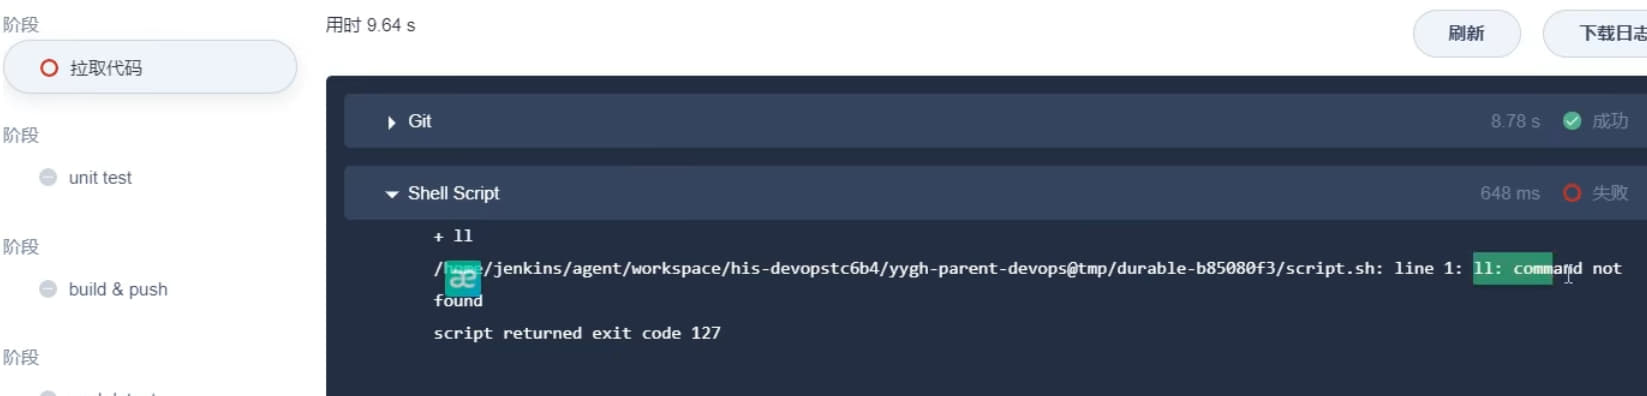 阶段
用时 9.64 s
刷新
下载日志
拉取代码
阶段
Git
8.78 s
成功
unit test
Shell Script
648 ms
失败
+ ll
阶段
/home/jenkins/agent/workspace/his-devopstc6b4/yygh-parent-devops@tmp/durable-b85080f3/script.sh: line 1: ll: command not
build & push
found
script returned exit code 127
阶段